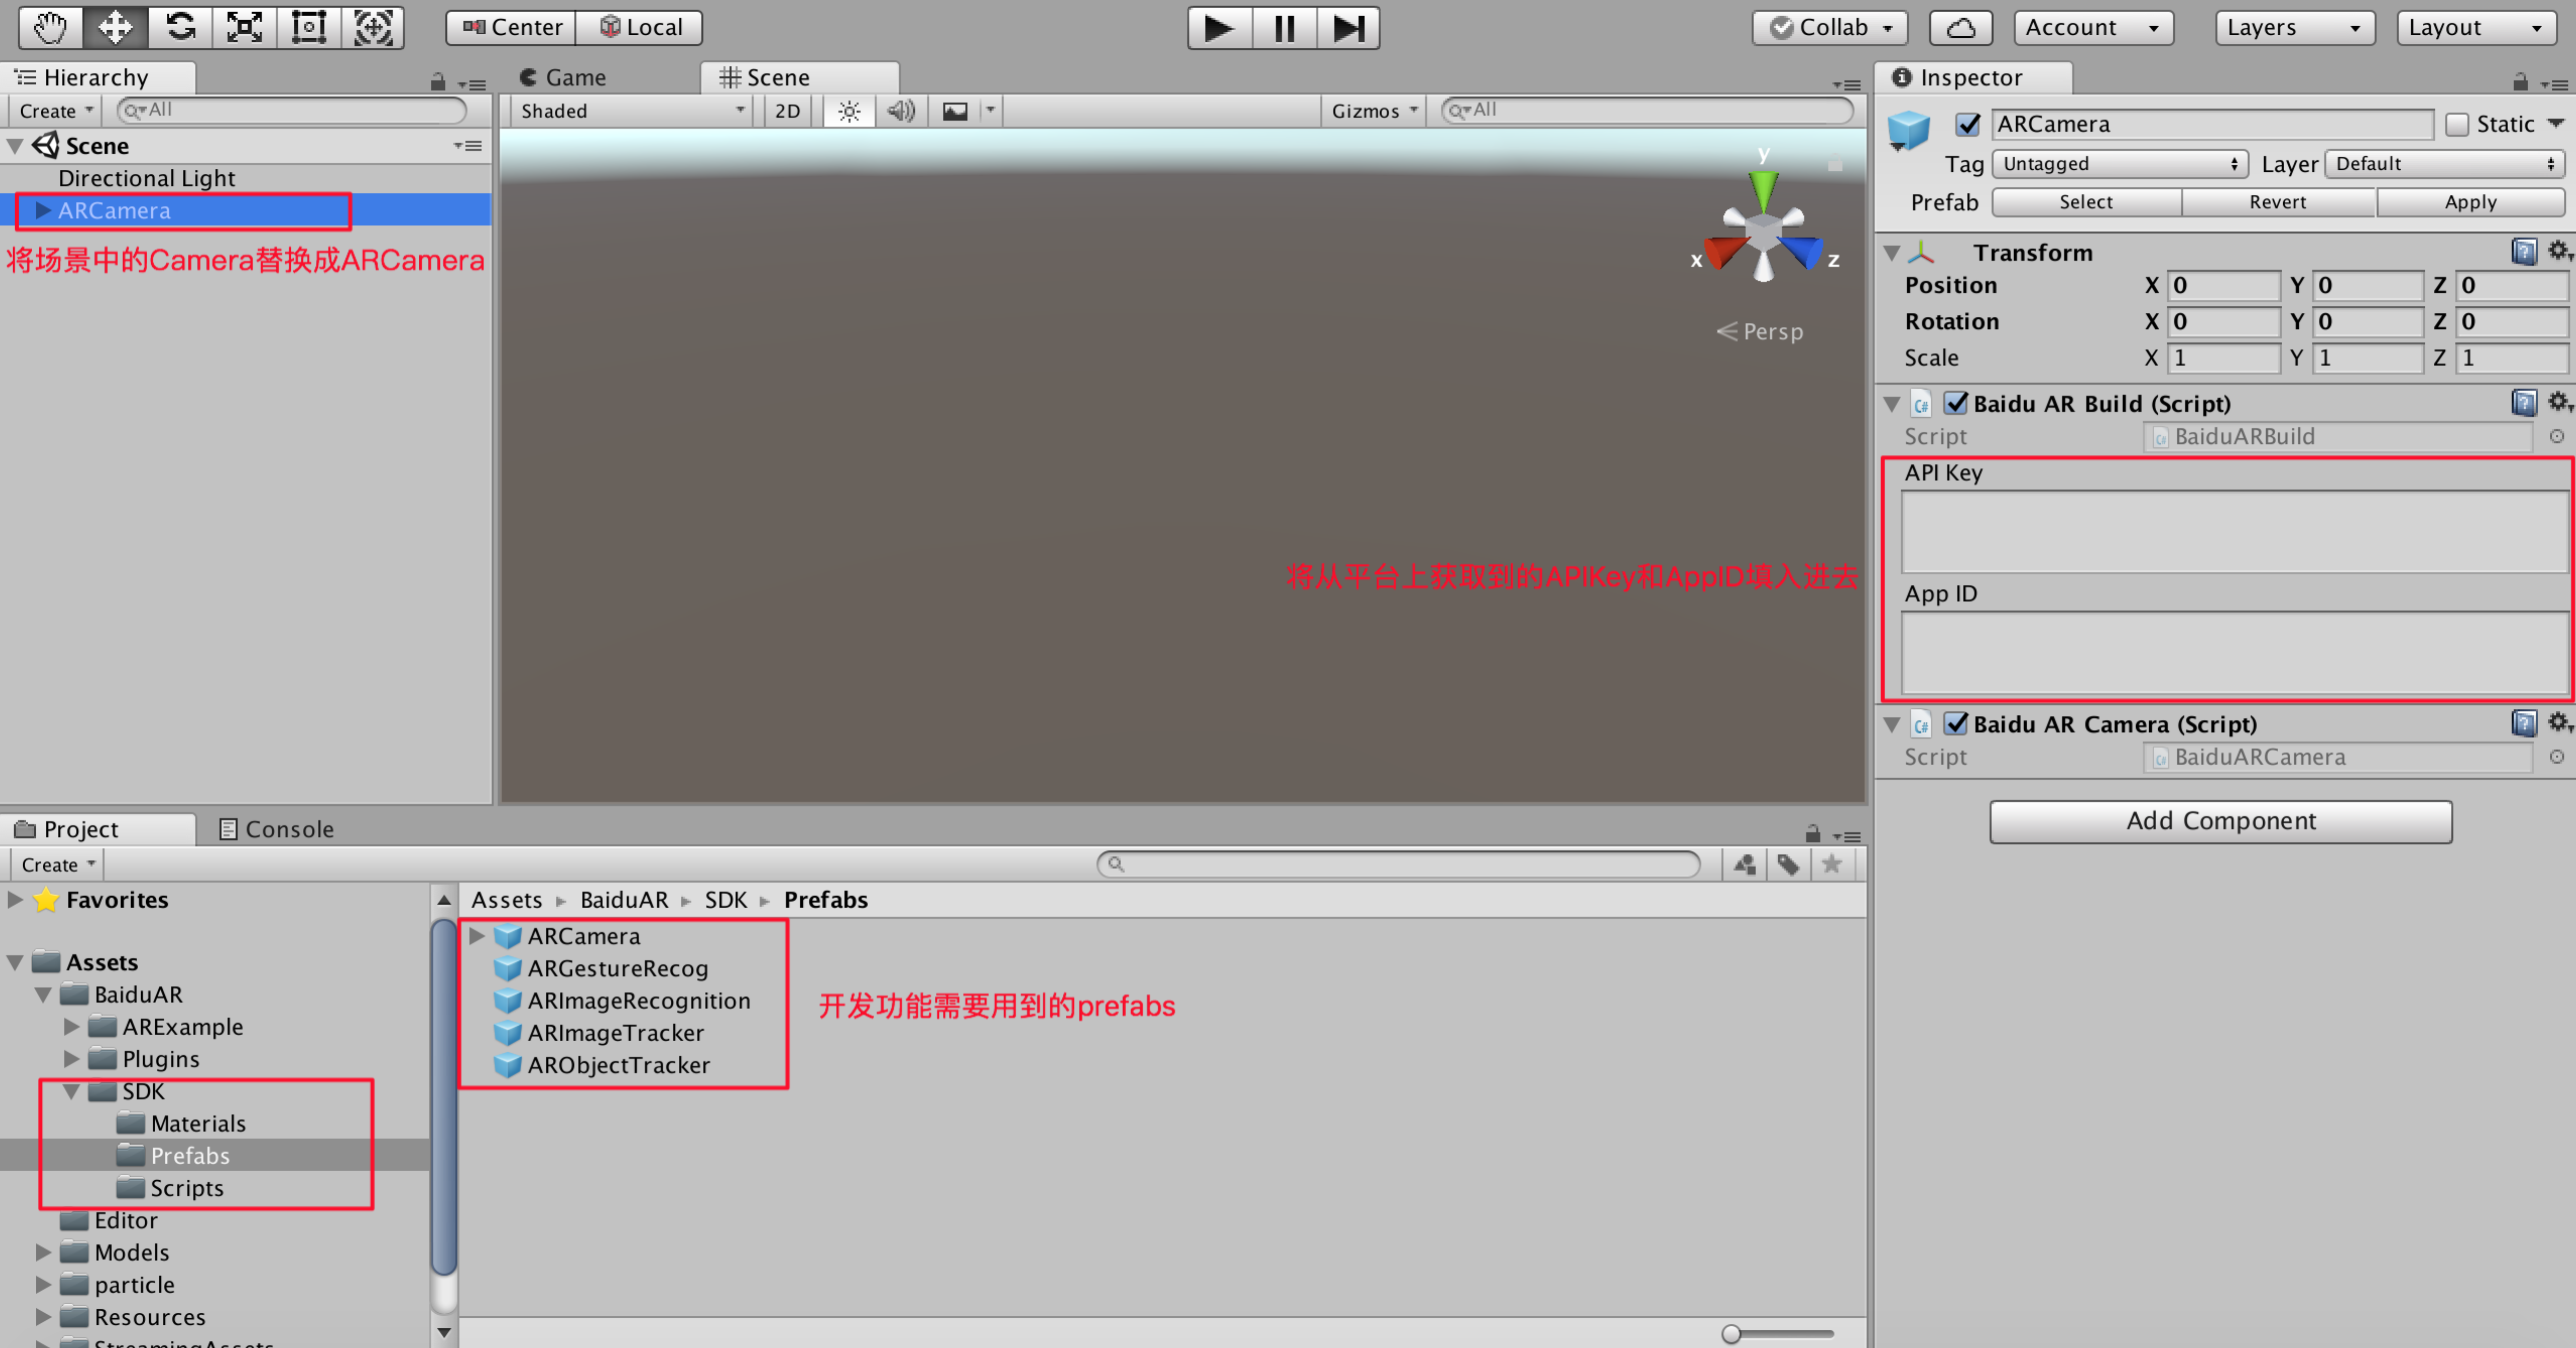 Center Local
Collab Account Layers Layout
Hierarchy
Create All
Scene
Directional Light
ARCamera
将场景中的Camera替换成ARCamera
Game Scene
Shaded 2D Gizmos All
y
x z
Persp
将从平台上获取到的APIKey和AppID填入进去
Inspector
ARCamera Static
Tag Untagged Layer Default
Prefab Select Revert Apply
Transform
Position X 0 Y 0 Z 0
Rotation X 0 Y 0 Z 0
Scale X 1 Y 1 Z 1
C# Baidu AR Build (Script)
Script BaiduARBuild
API Key
App ID
C# Baidu AR Camera (Script)
Script BaiduARCamera
Add Component
Project Console
Create
Favorites
Assets
BaiduAR
ARExample
Plugins
SDK
Materials
Prefabs
Scripts
Editor
Models
particle
Resources
StreamingAssets
Assets BaiduAR SDK Prefabs
ARCamera
ARGestureRecog
ARImageRecognition
ARImageTracker
ARObjectTracker
开发功能需要用到的prefabs